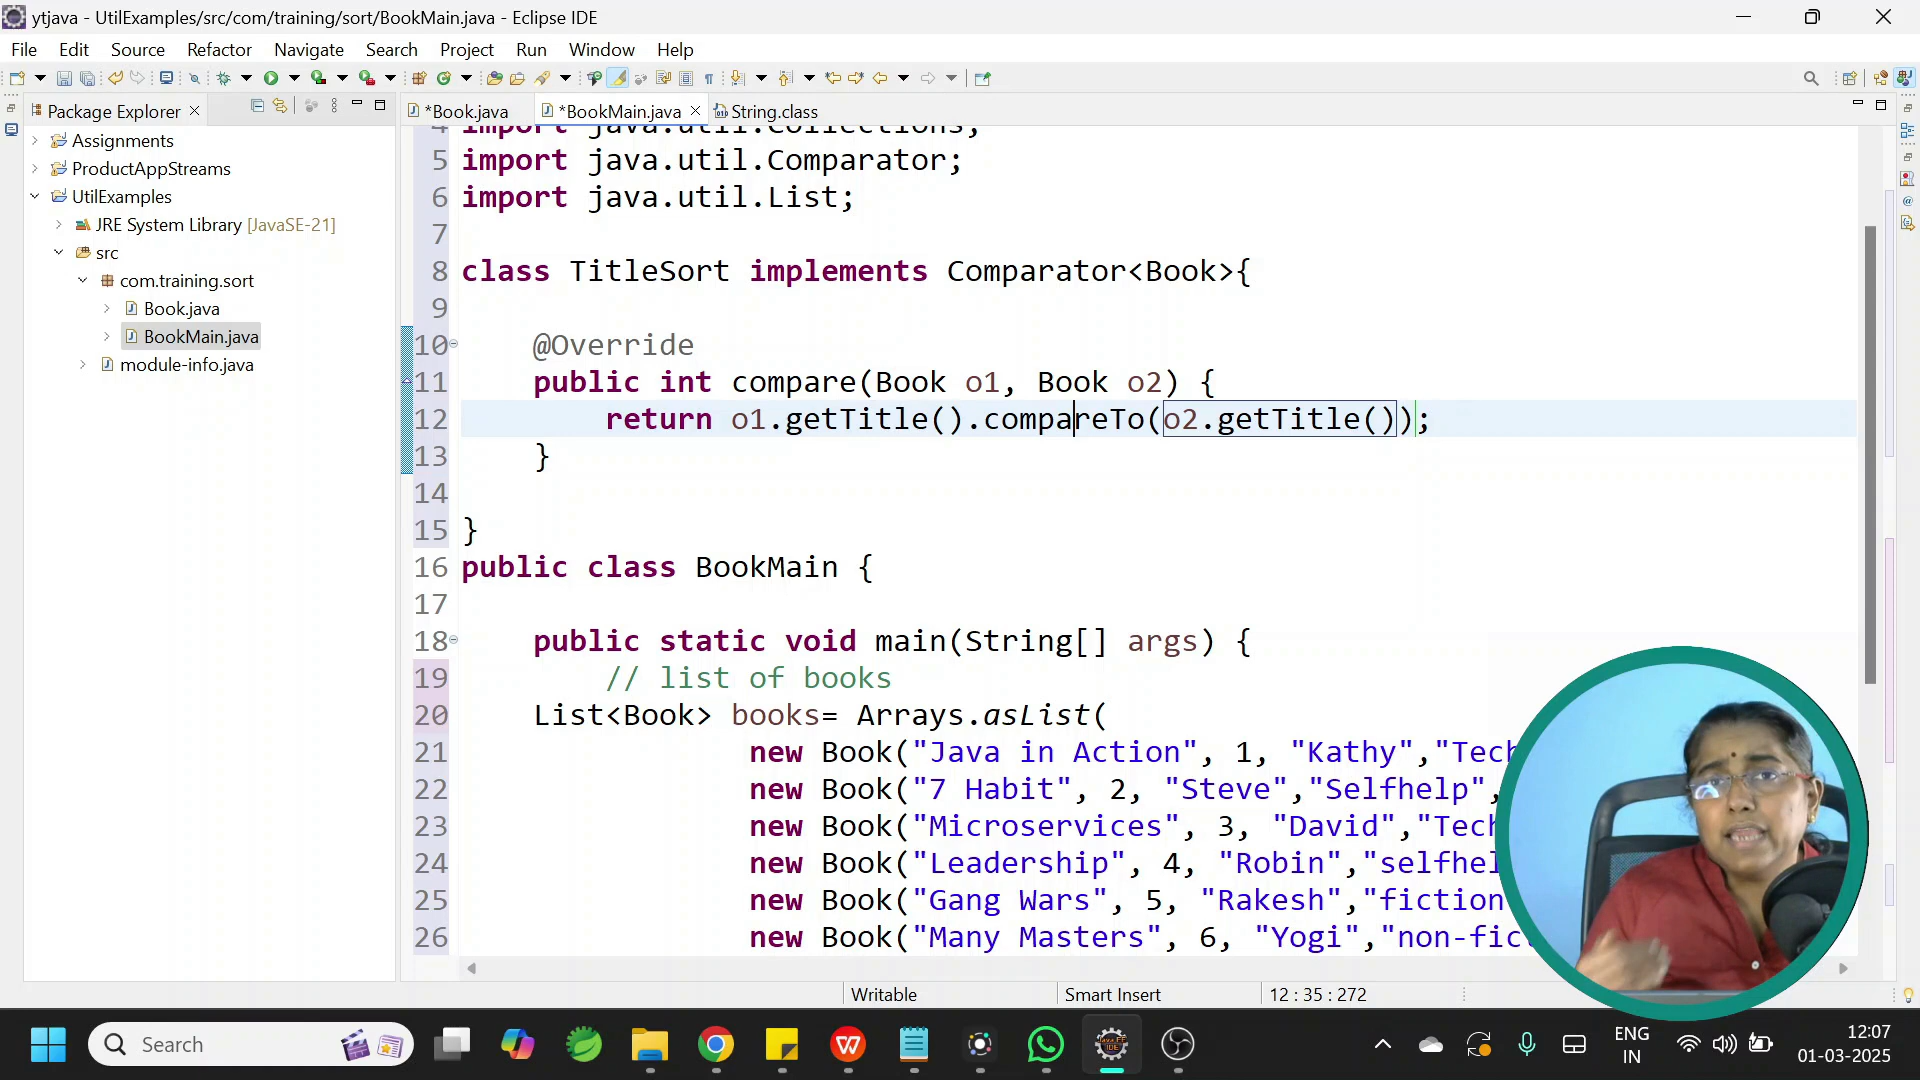 ytjava - UtilExamples/src/com/training/sort/BookMain.java - Eclipse IDE
File Edit Source Refactor Navigate Search Project Run Window Help
Package Explorer
*Book.java *BookMain.java String.class
Assignments
ProductAppStreams
UtilExamples
JRE System Library [JavaSE-21]
src
com.training.sort
Book.java
BookMain.java
module-info.java
4 import java.util.Collections;
5 import java.util.Comparator;
6 import java.util.List;
7
8 class TitleSort implements Comparator<Book>{
9
10 @Override
11 public int compare(Book o1, Book o2) {
12 return o1.getTitle().compareTo(o2.getTitle());
13 }
14
15 }
16 public class BookMain {
17
18 public static void main(String[] args) {
19 // list of books
20 List<Book> books= Arrays.asList(
21 new Book("Java in Action", 1, "Kathy","Tech
22 new Book("7 Habit", 2, "Steve","Selfhelp",
23 new Book("Microservices", 3, "David","Tech
24 new Book("Leadership", 4, "Robin","selfhel
25 new Book("Gang Wars", 5, "Rakesh","fiction
26 new Book("Many Masters", 6, "Yogi","non-fic
Writable Smart Insert 12 : 35 : 272
Search
ENG
IN
12:07
01-03-2025